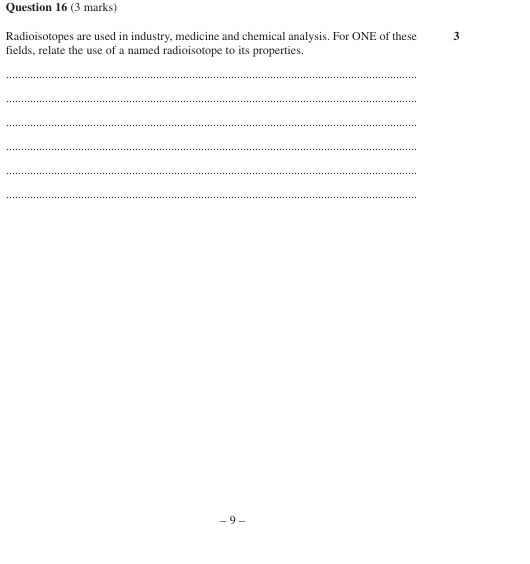 Question 16 (3 marks)
Radioisotopes are used in industry, medicine and chemical analysis. For ONE of these 3
fields, relate the use of a named radioisotope to its properties.
– 9 –